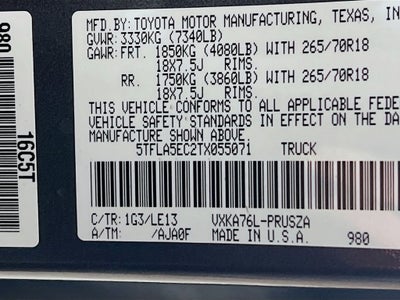 MFD.BY:TOYOTA MOTOR MANUFACTURING, TEXAS, IN
GVWR: 3330KG (7340LB)
GAWR: FRT. 1850KG (4080LB) WITH 265/70R18
18X7.5J RIMS.
RR. 1750KG (3860LB) WITH 265/70R18
18X7.5J RIMS.
THIS VEHICLE CONFORMS TO ALL APPLICABLE FEDE
VEHICLE SAFETY STANDARDS IN EFFECT ON THE DA
MANUFACTURE SHOWN ABOVE.
5TFLA5EC2TX055071 TRUCK
C/TR: 1G3/LE13 VXKA76L-PRUSZA
A/TM: /AJA0F MADE IN U.S.A. 980
980
16C5T